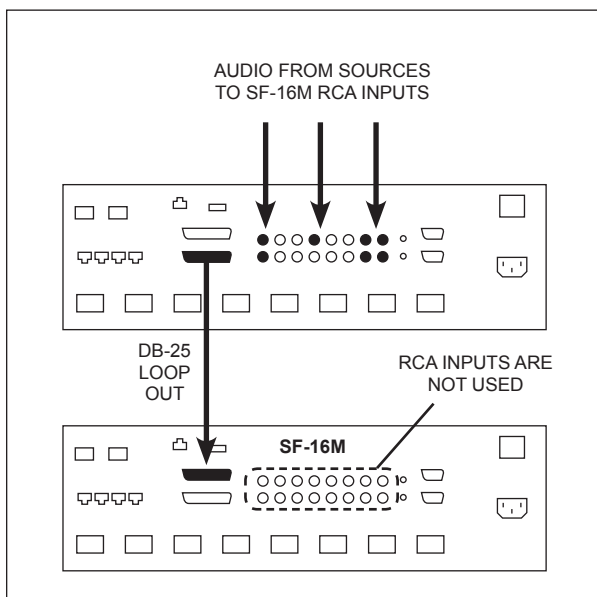 AUDIO FROM SOURCES
TO SF-16M RCA INPUTS
DB-25
LOOP
OUT
RCA INPUTS ARE
NOT USED
SF-16M